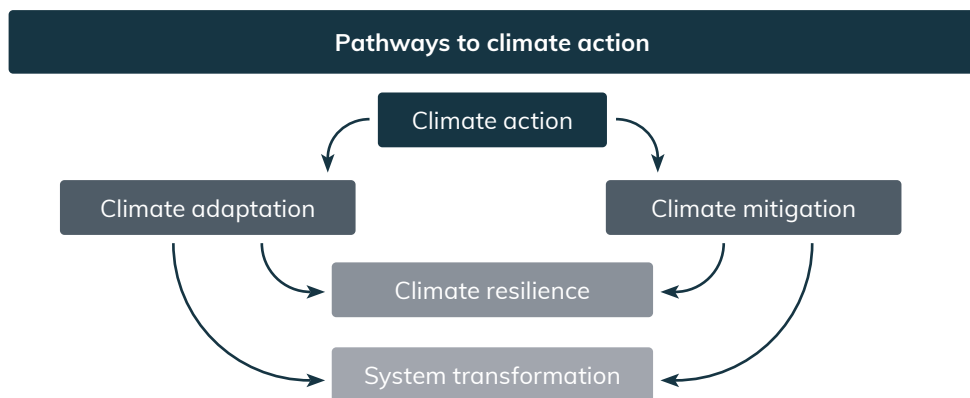 Pathways to climate action
Climate action
Climate adaptation
Climate mitigation
Climate resilience
System transformation